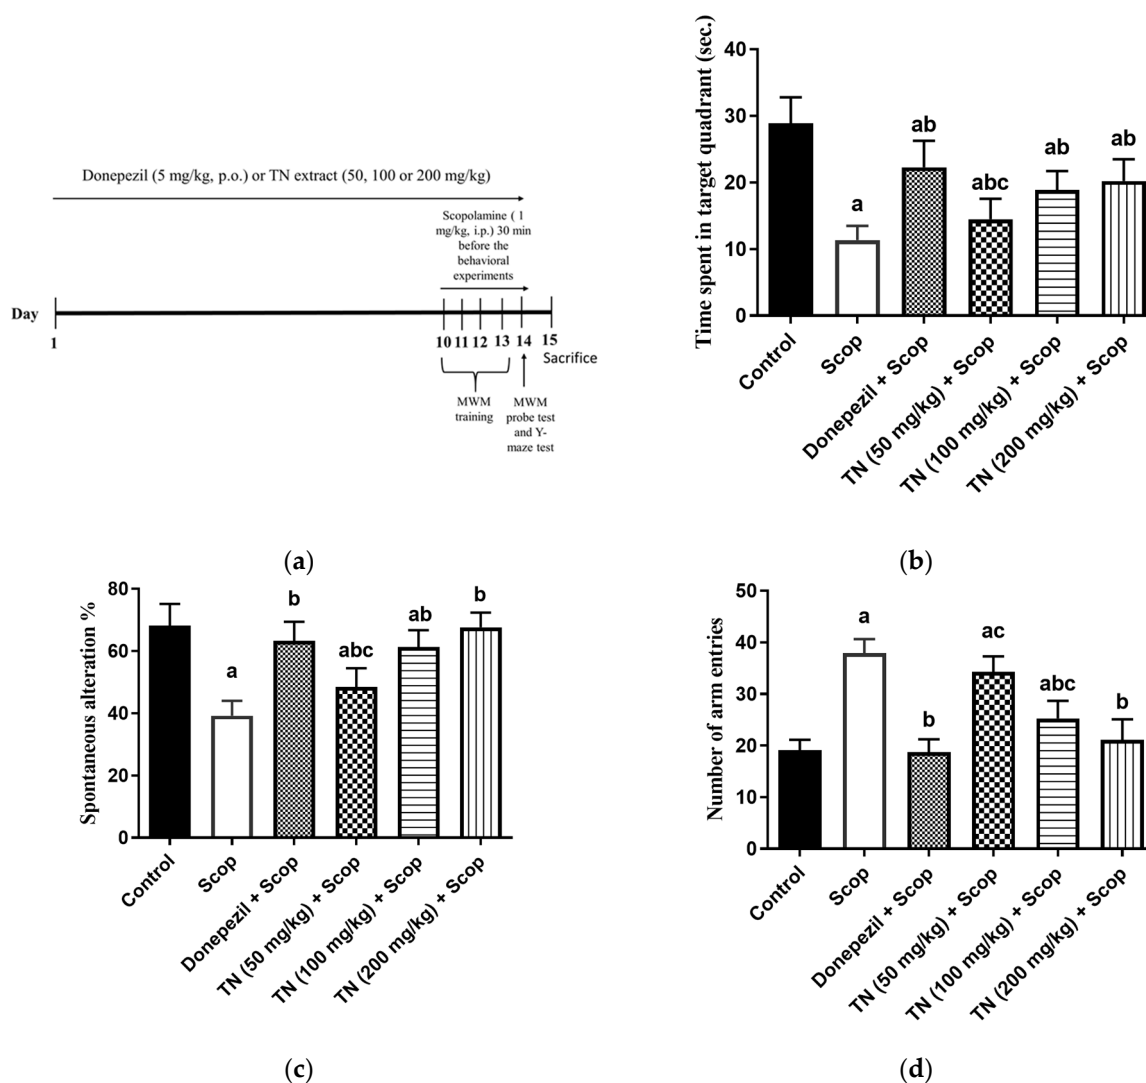 Donepezil (5 mg/kg, p.o.) or TN extract (50, 100 or 200 mg/kg)
Scopolamine ( 1
mg/kg, i.p.) 30 min
before the
behavioral
experiments
Day
1
10
11
12
13
14
15
Sacrifice
MWM
training
MWM
probe test
and Y-
maze test
(a)
Time spent in target quadrant (sec.)
40
30
20
10
0
a
ab
abc
ab
ab
Control
Scop
Donepezil + Scop
TN (50 mg/kg) + Scop
TN (100 mg/kg) + Scop
TN (200 mg/kg) + Scop
(b)
Spontaneous alteration %
80
60
40
20
0
a
b
abc
ab
b
Control
Scop
Donepezil + Scop
TN (50 mg/kg) + Scop
TN (100 mg/kg) + Scop
TN (200 mg/kg) + Scop
(c)
Number of arm entries
50
40
30
20
10
0
a
b
ac
abc
b
Control
Scop
Donepezil + Scop
TN (50 mg/kg) + Scop
TN (100 mg/kg) + Scop
TN (200 mg/kg) + Scop
(d)